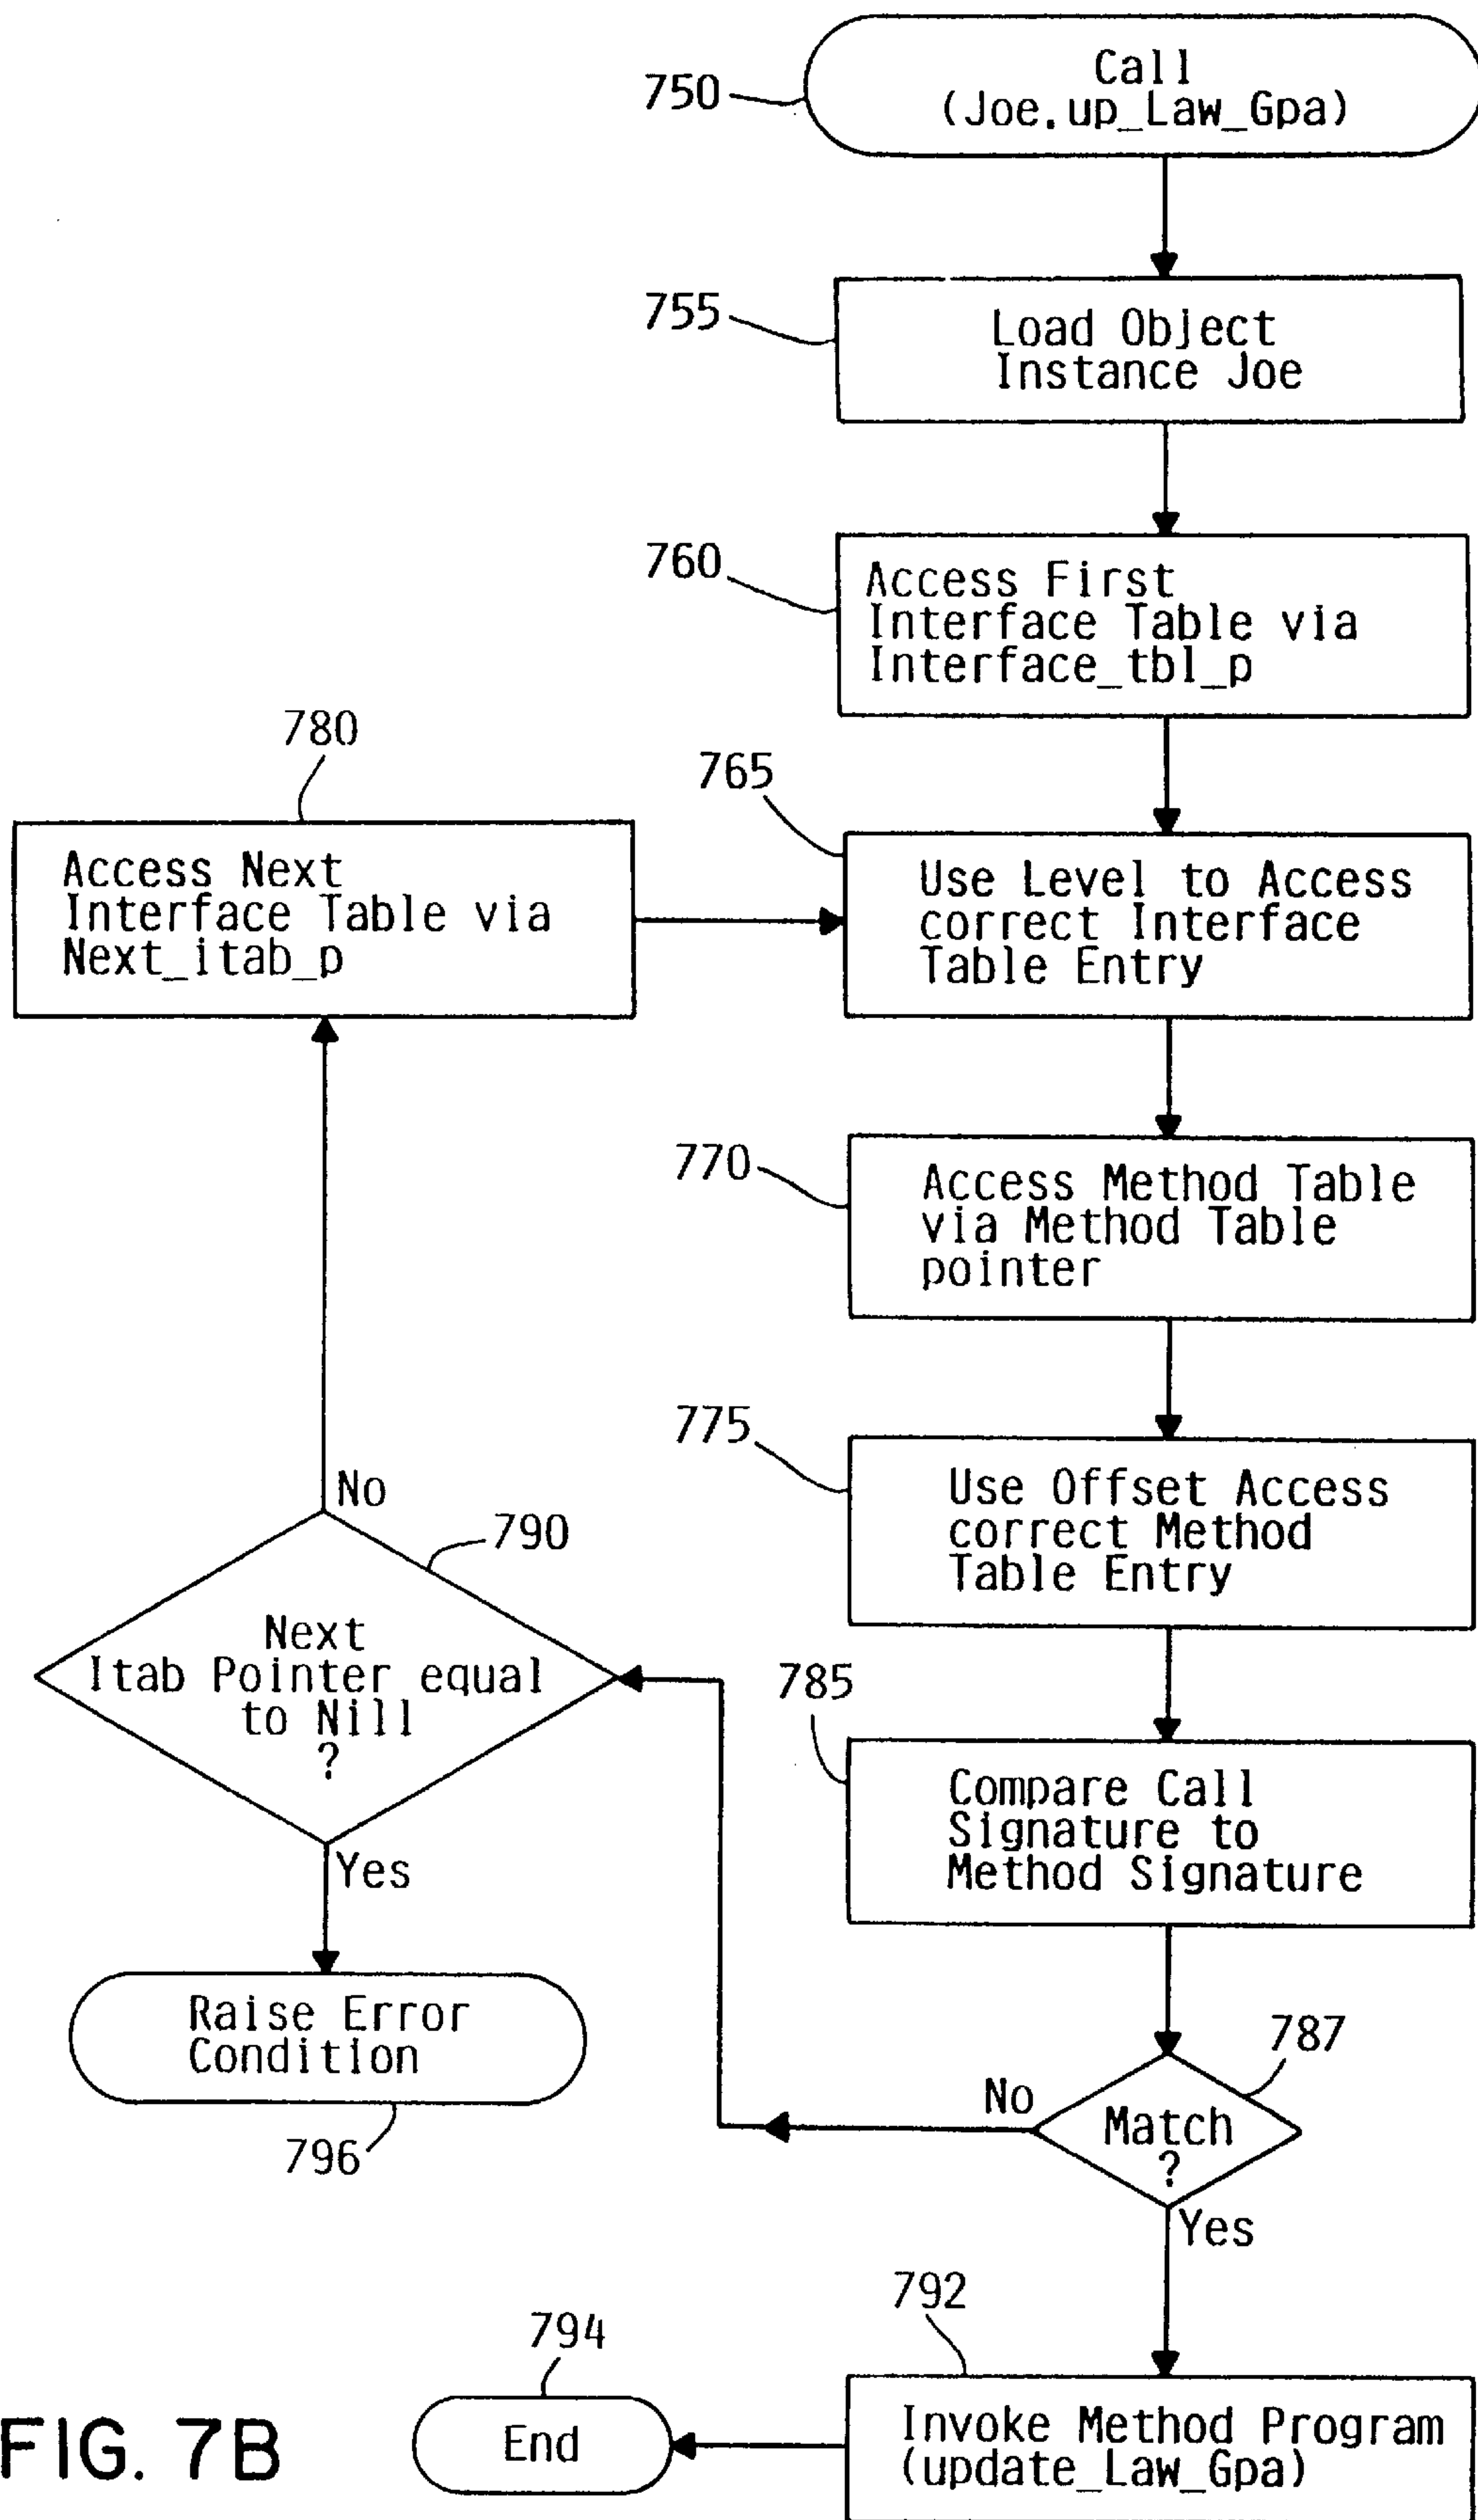 750
Call
(Joe.up_Law_Gpa)
755
Load Object
Instance Joe
760
Access First
Interface Table via
Interface_tbl_p
780
765
Access Next
Interface Table via
Next_itab_p
Use Level to Access
correct Interface
Table Entry
770
Access Method Table
via Method Table
pointer
775
Use Offset Access
correct Method
Table Entry
No
790
Next
Itab Pointer equal
to Nill
?
Yes
785
Compare Call
Signature to
Method Signature
Raise Error
Condition
796
787
No
Match
?
Yes
792
794
End
Invoke Method Program
(update_Law_Gpa)
FIG. 7B